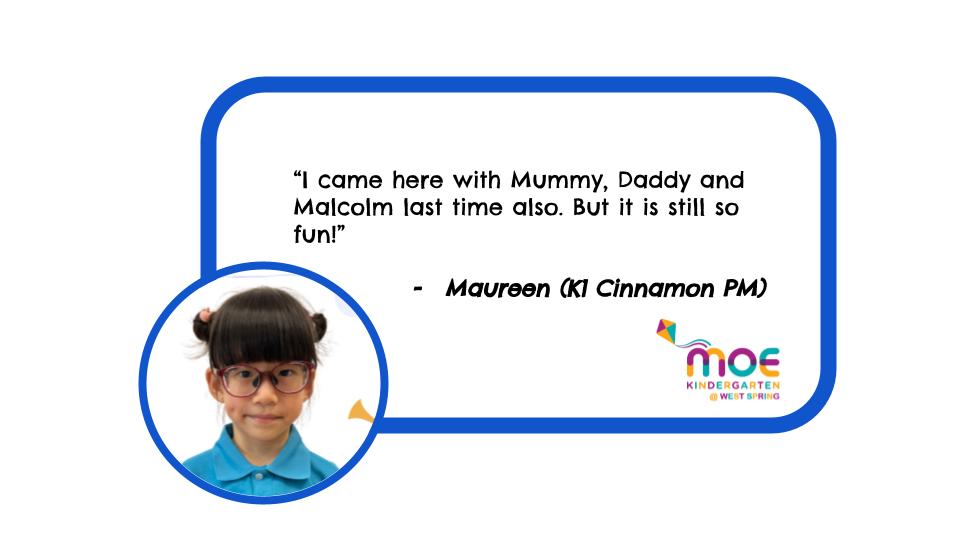 “I came here with Mummy, Daddy and
Malcolm last time also. But it is still so
fun!”
- Maureen (K1 Cinnamon PM)
moe
KINDERGARTEN
@ WEST SPRING